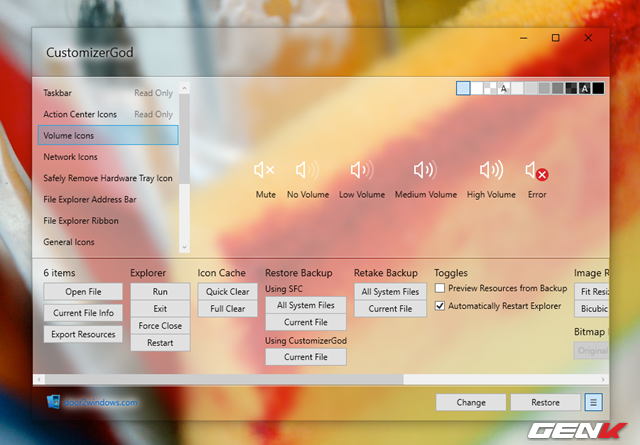 CustomizerGod
Taskbar Read Only
Action Center Icons Read Only
Volume Icons
Network Icons
Safely Remove Hardware Tray Icon
File Explorer Address Bar
File Explorer Ribbon
General Icons
A A
Mute No Volume Low Volume Medium Volume High Volume Error
6 items Explorer Icon Cache Restore Backup Retake Backup Toggles Image R
Open File Run Quick Clear Using SFC All System Files Preview Resources from Backup Fit Resiz
Current File Info Exit Full Clear All System Files Current File Automatically Restart Explorer Bicubic
Export Resources Force Close Current File Bitmap
Restart Using CustomizerGod Original
Current File
door2windows.com Change Restore
GENK